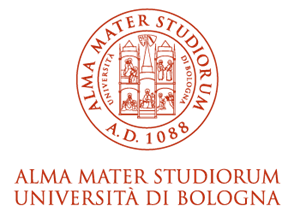 ALMA MATER STUDIORUM
UNIVERSITÀ
DI BOLOGNA
A.D. 1088
ALMA MATER STUDIORUM
UNIVERSITÀ DI BOLOGNA